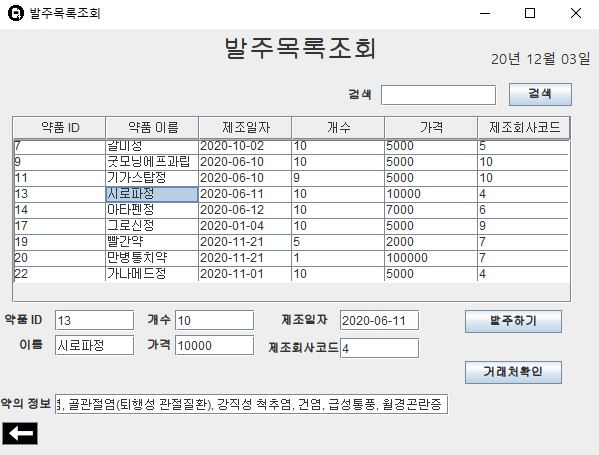 발주목록조회
발주목록조회
20년 12월 03일
검색 검색
약품 ID 약품 이름 제조일자 개수 가격 제조회사코드
7 갈미정 2020-10-02 10 5000 5
9 굿모닝에프과립 2020-06-10 10 5000 10
11 기가스탑정 2020-06-10 9 5000 10
13 시로파정 2020-06-11 10 10000 4
14 아타펜정 2020-06-12 10 7000 6
17 그로신정 2020-01-04 10 5000 9
19 빨간약 2020-11-21 5 2000 7
20 만병통치약 2020-11-21 1 100000 7
22 가나메드정 2020-11-01 10 5000 4
약품 ID 13 개수 10 제조일자 2020-06-11 발주하기
이름 시로파정 가격 10000 제조회사코드 4
거래처확인
약의 정보 염, 골관절염(퇴행성 관절질환), 강직성 척추염, 건염, 급성통풍, 월경곤란증